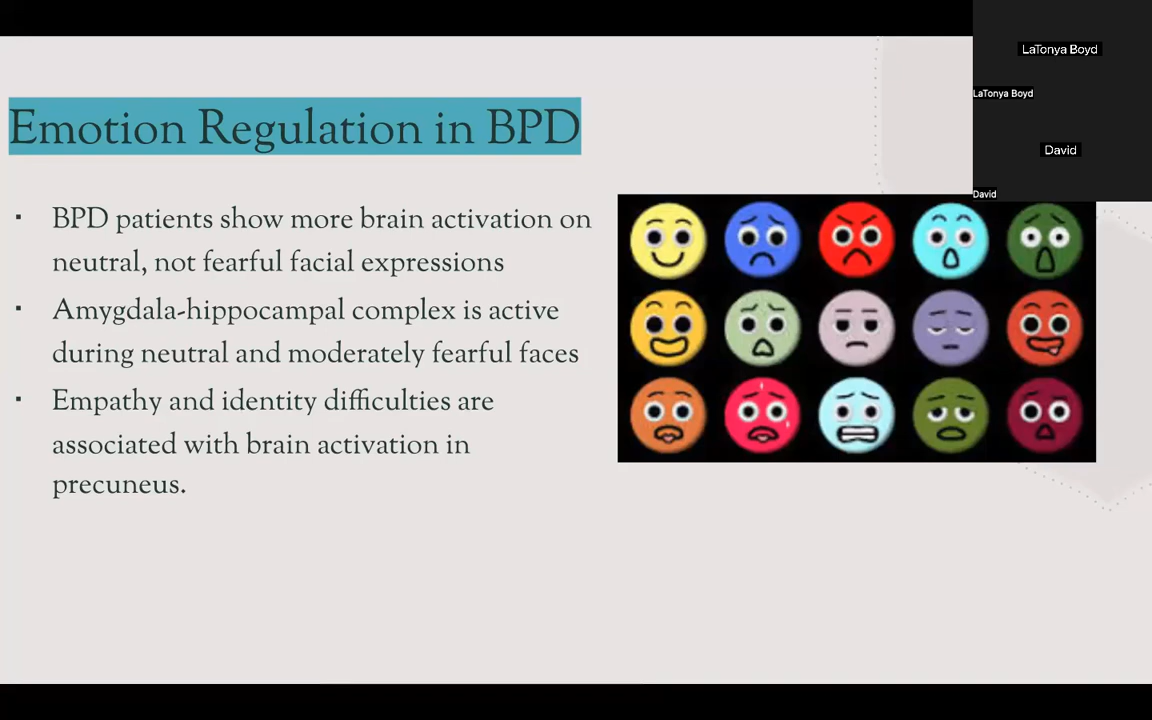 Emotion Regulation in BPD
▪ BPD patients show more brain activation on
neutral, not fearful facial expressions
▪ Amygdala-hippocampal complex is active
during neutral and moderately fearful faces
▪ Empathy and identity difficulties are
associated with brain activation in
precuneus.
LaTonya Boyd
LaTonya Boyd
David
David